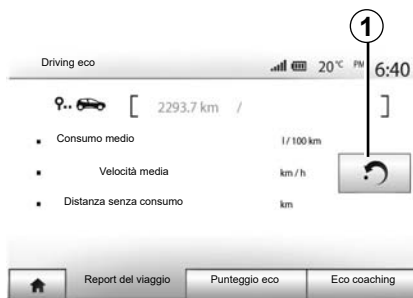 1
Driving eco 20°C PM 6:40
[ 2293.7 km / ]
Consumo medio l/100 km
Velocità media km/h
Distanza senza consumo km
Report del viaggio Punteggio eco Eco coaching